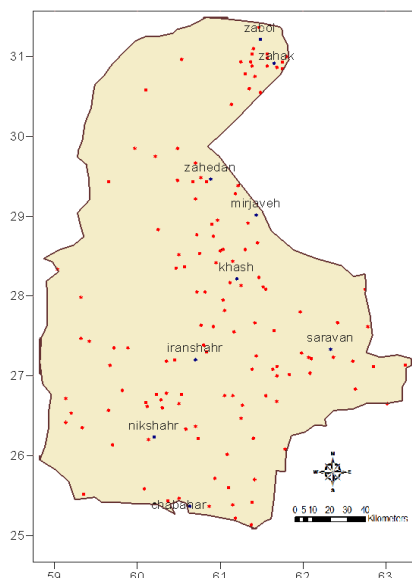 31
30
29
28
27
26
25
59
60
61
62
63
zabol
zahak
zahedan
mirjaveh
khash
iranshahr
saravan
nikshahr
chabahar
N
W E
S
0 5 10 20 30 40
Kilometers